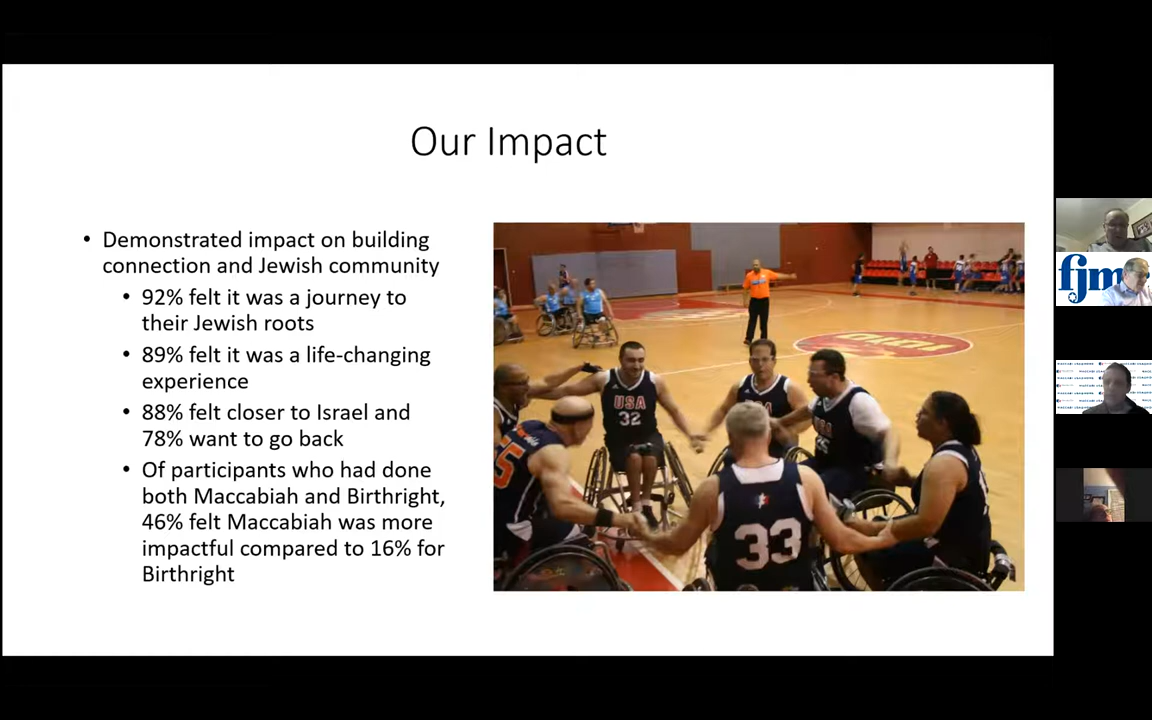 Our Impact
• Demonstrated impact on building
connection and Jewish community
• 92% felt it was a journey to
their Jewish roots
• 89% felt it was a life-changing
experience
• 88% felt closer to Israel and
78% want to go back
• Of participants who had done
both Maccabiah and Birthright,
46% felt Maccabiah was more
impactful compared to 16% for
Birthright
USA
32
33
fjm